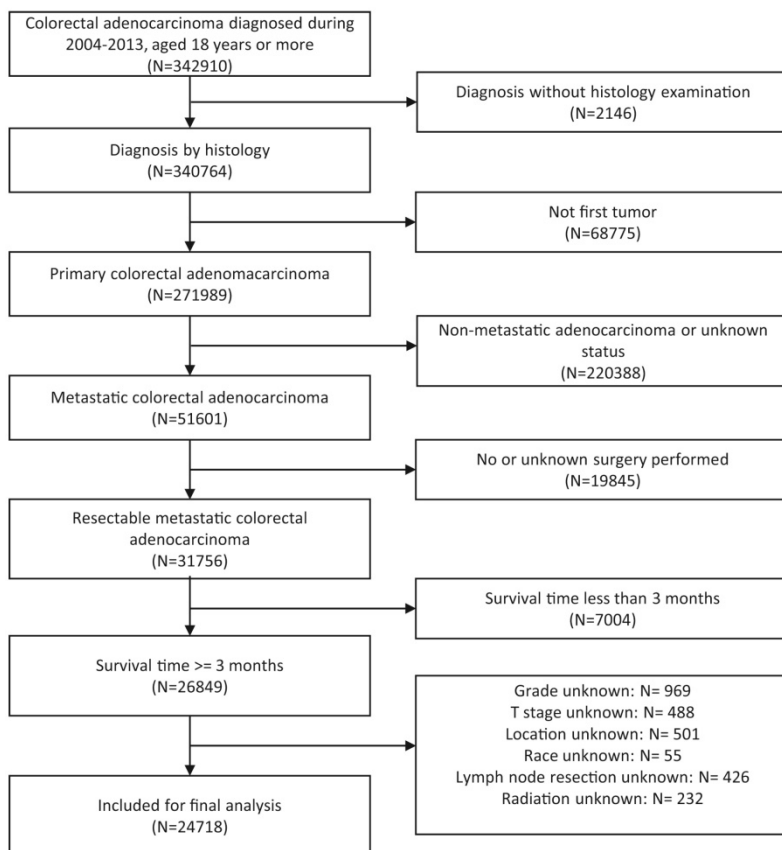 Colorectal adenocarcinoma diagnosed during
2004-2013, aged 18 years or more
(N=342910)
Diagnosis without histology examination
(N=2146)
Diagnosis by histology
(N=340764)
Not first tumor
(N=68775)
Primary colorectal adenomacarcinoma
(N=271989)
Non-metastatic adenocarcinoma or unknown
status
(N=220388)
Metastatic colorectal adenocarcinoma
(N=51601)
No or unknown surgery performed
(N=19845)
Resectable metastatic colorectal
adenocarcinoma
(N=31756)
Survival time less than 3 months
(N=7004)
Survival time >= 3 months
(N=26849)
Grade unknown: N= 969
T stage unknown: N= 488
Location unknown: N= 501
Race unknown: N= 55
Lymph node resection unknown: N= 426
Radiation unknown: N= 232
Included for final analysis
(N=24718)